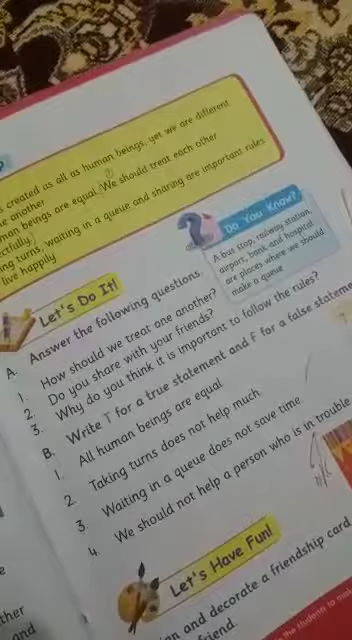 ?
s created us all as human beings, yet we are different
e another
man beings are equal We should treat each other
ectfully
ing turns, waiting in a queue and sharing are important rules
live happily
Do You Know?
A bus stop, railway station,
airport, bank and hospital
are places where we should
make a queue
Let's Do It!
A. Answer the following questions.
1. How should we treat one another?
2. Do you share with your friends?
3. Why do you think it is important to follow the rules?
B. Write T for a true statement and F for a false stateme
1. All human beings are equal
2. Taking turns does not help much.
3. Waiting in a queue does not save time
4. We should not help a person who is in trouble
Let's Have Fun!
and decorate a friendship card
friend.
ther
and
the students to mak